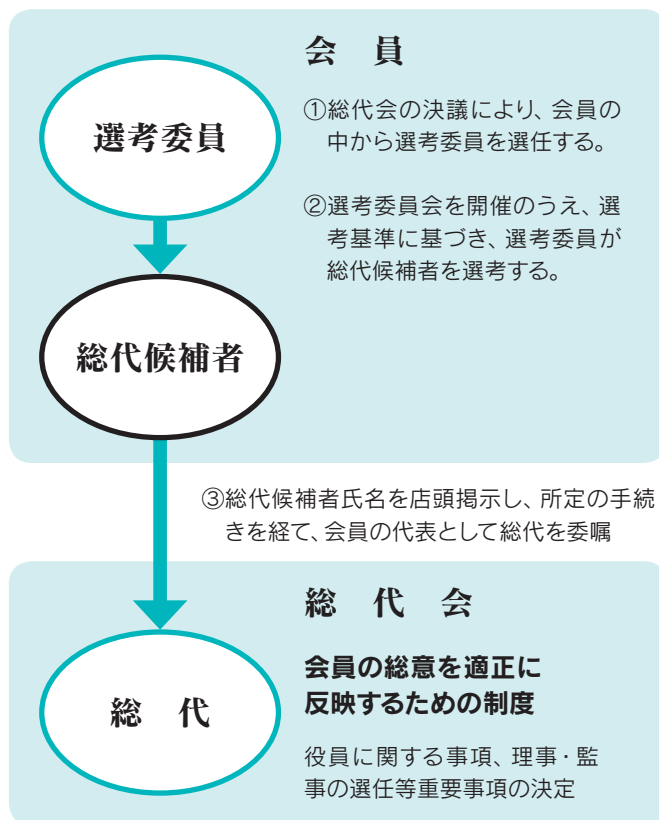 会 員
選考委員
①総代会の決議により、会員の
中から選考委員を選任する。
②選考委員会を開催のうえ、選
考基準に基づき、選考委員が
総代候補者を選考する。
総代候補者
③総代候補者氏名を店頭掲示し、所定の手続
きを経て、会員の代表として総代を委嘱
総 代 会
会員の総意を適正に
反映するための制度
総 代
役員に関する事項、理事・監
事の選任等重要事項の決定